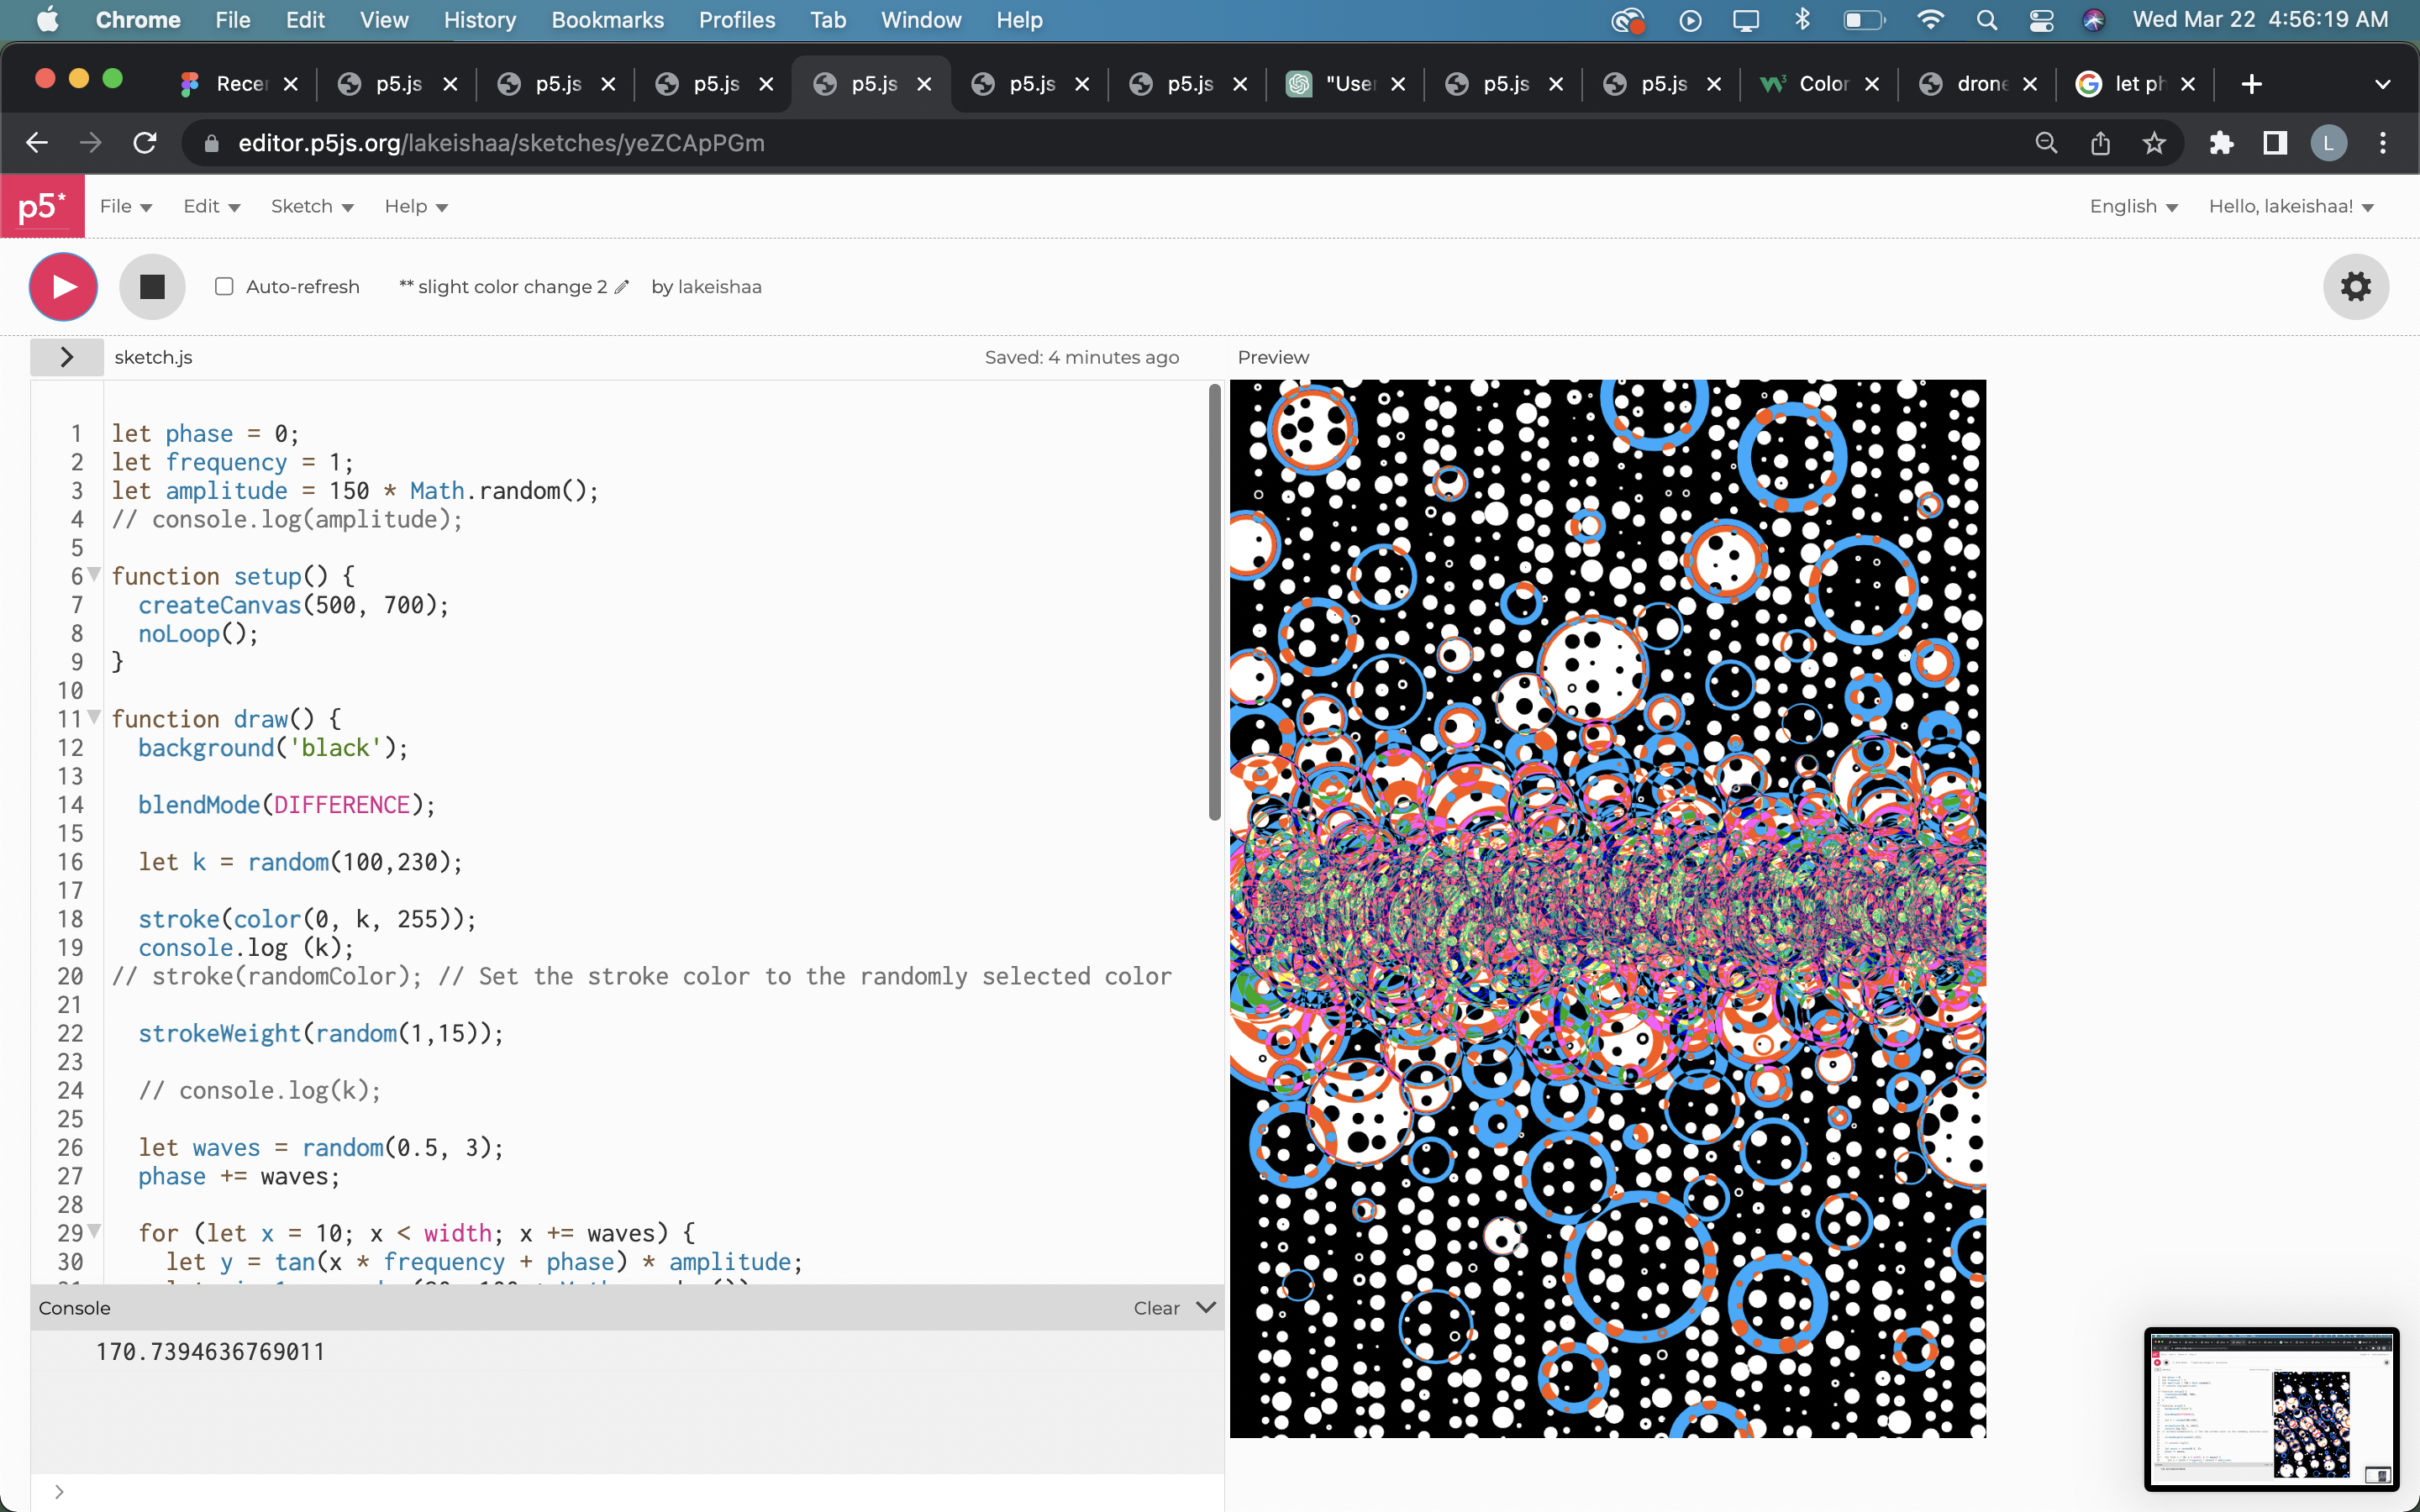 Chrome File Edit View History Bookmarks Profiles Tab Window Help Wed Mar 22 4:56:19 AM
Recer p5.js p5.js p5.js p5.js p5.js p5.js "User p5.js p5.js Color drone let ph
editor.p5js.org/lakeishaa/sketches/yeZCApPGm L
p5* File Edit Sketch Help English Hello, lakeishaa!
Auto-refresh ** slight color change 2 by lakeishaa
sketch.js Saved: 4 minutes ago Preview
1 let phase = 0;
2 let frequency = 1;
3 let amplitude = 150 * Math.random();
4 // console.log(amplitude);
5
6 function setup() {
7 createCanvas(500, 700);
8 noLoop();
9 }
10
11 function draw() {
12 background('black');
13
14 blendMode(DIFFERENCE);
15
16 let k = random(100,230);
17
18 stroke(color(0, k, 255));
19 console.log (k);
20 // stroke(randomColor); // Set the stroke color to the randomly selected color
21
22 strokeWeight(random(1,15));
23
24 // console.log(k);
25
26 let waves = random(0.5, 3);
27 phase += waves;
28
29 for (let x = 10; x < width; x += waves) {
30 let y = tan(x * frequency + phase) * amplitude;
Console Clear
170.7394636769011